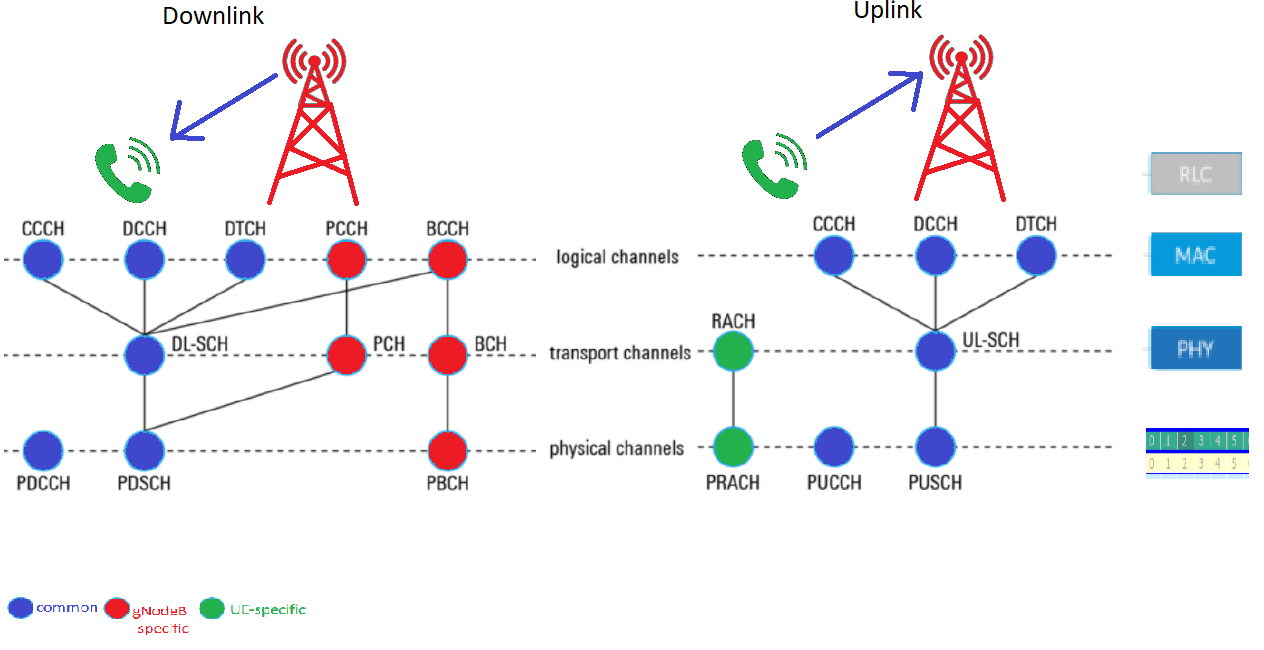 Downlink
Uplink
RLC
CCCH DCCH DTCH PCCH BCCH
CCCH DCCH DTCH
logical channels
MAC
RACH
DL-SCH PCH BCH
UL-SCH
transport channels
PHY
physical channels
0 1 2 3 4 5
0 1 2 3 4 5
PDCCH PDSCH PBCH
PRACH PUCCH PUSCH
common
gNodeB
specific
UE-specific